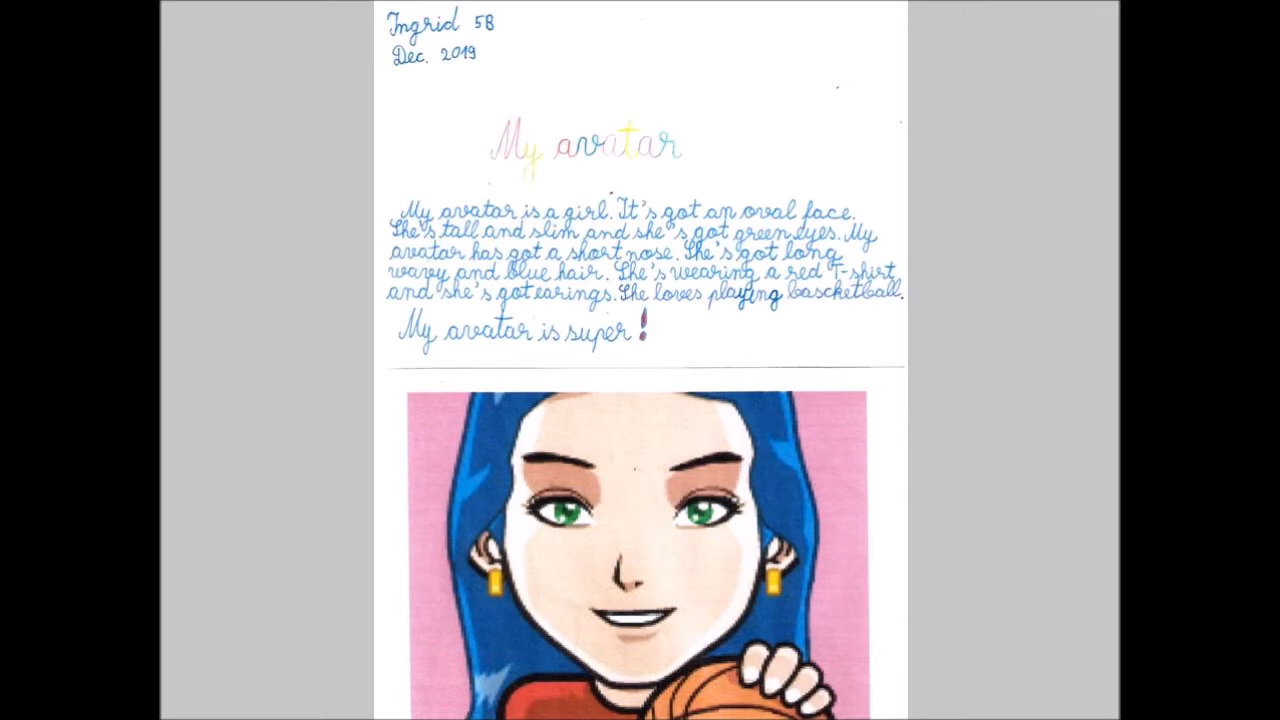 Ingrid 5B
Dec. 2019
My avatar
My avatar is a girl. It's got an oval face.
She's tall and slim and she's got green eyes. My
avatar has got a short nose. She's got long
wavy and blue hair. She's wearing a red T-shirt
and she's got earings. She loves playing bascketball.
My avatar is super!